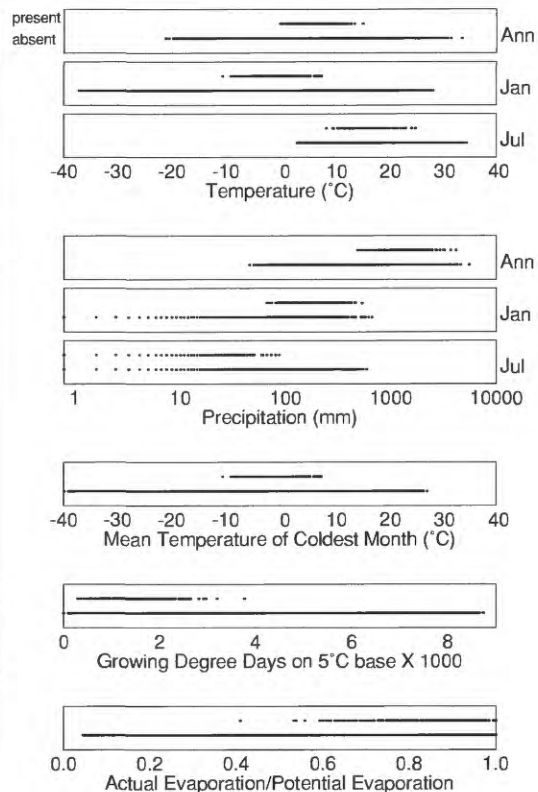 present
absent
Ann
Jan
Jul
-40 -30 -20 -10 0 10 20 30 40
Temperature (˚C)
Ann
Jan
Jul
1 10 100 1000 10000
Precipitation (mm)
-40 -30 -20 -10 0 10 20 30 40
Mean Temperature of Coldest Month (˚C)
0 2 4 6 8
Growing Degree Days on 5˚C base X 1000
0.0 0.2 0.4 0.6 0.8 1.0
Actual Evaporation/Potential Evaporation